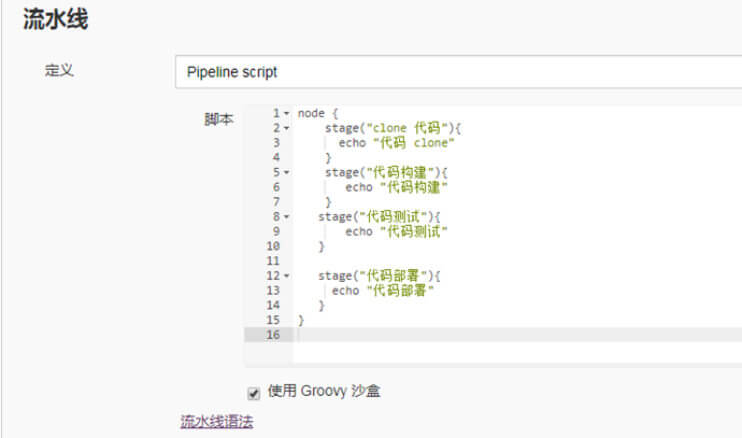 流水线
定义
Pipeline script
脚本
1 node {
2 stage("clone 代码"){
3 echo "代码 clone"
4 }
5 stage("代码构建"){
6 echo "代码构建"
7 }
8 stage("代码测试"){
9 echo "代码测试"
10 }
11
12 stage("代码部署"){
13 echo "代码部署"
14 }
15 }
16
使用 Groovy 沙盒
流水线语法